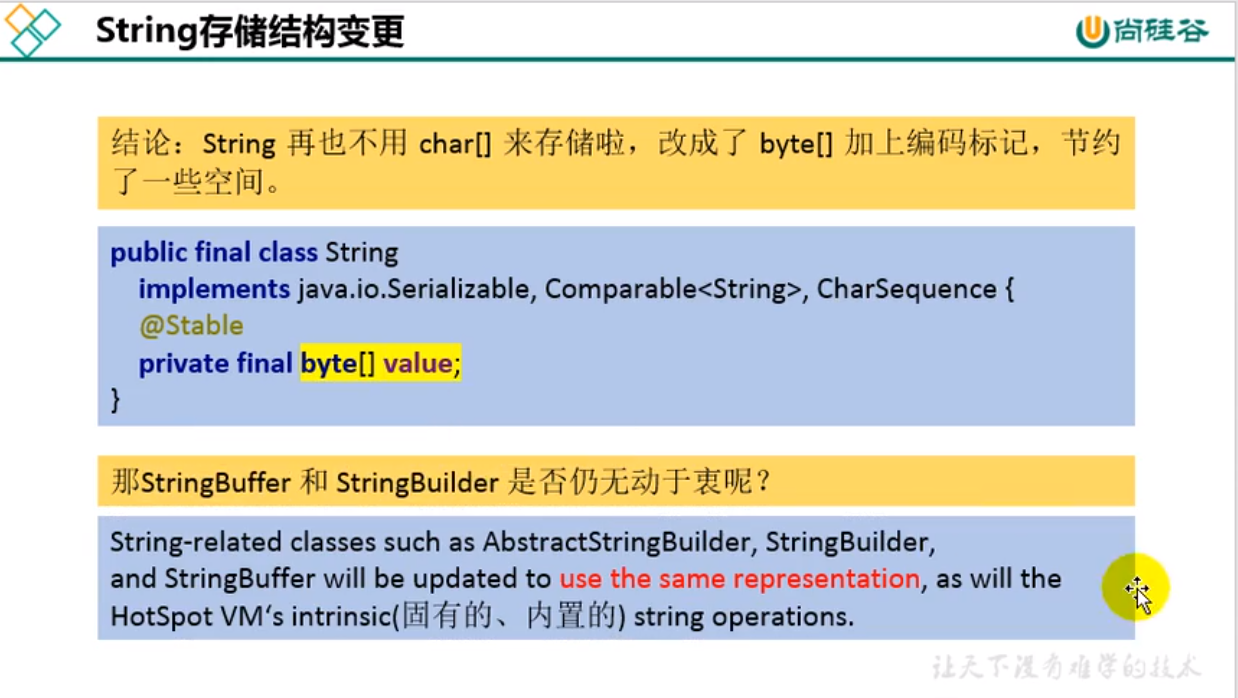 String存储结构变更
尚硅谷
结论：String 再也不用 char[] 来存储啦，改成了 byte[] 加上编码标记，节约
了一些空间。
public final class String
implements java.io.Serializable, Comparable<String>, CharSequence {
@Stable
private final byte[] value;
}
那StringBuffer 和 StringBuilder 是否仍无动于衷呢？
String-related classes such as AbstractStringBuilder, StringBuilder,
and StringBuffer will be updated to use the same representation, as will the
HotSpot VM‘s intrinsic(固有的、内置的) string operations.
让天下没有难学的技术